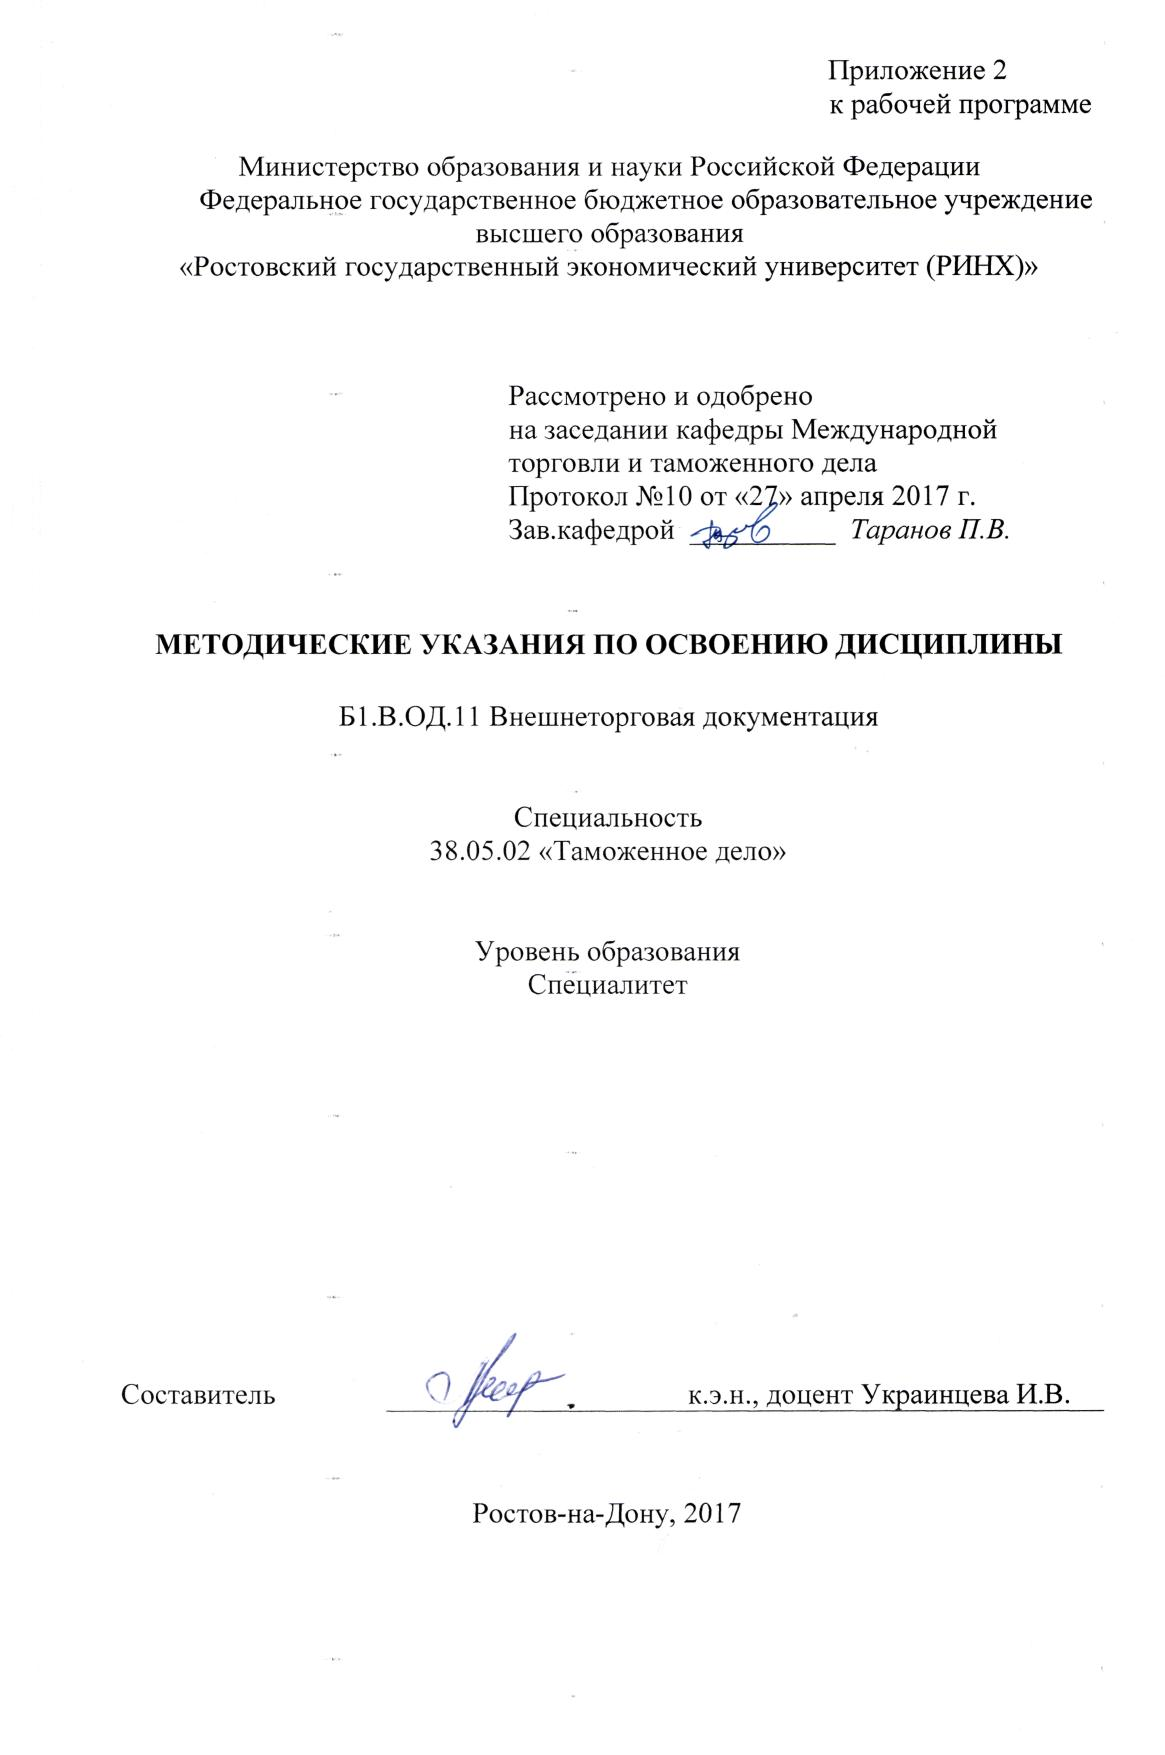 Приложение 2
к рабочей программе
Министерство образования и науки Российской Федерации
Федеральное государственное бюджетное образовательное учреждение
высшего образования
«Ростовский государственный экономический университет (РИНХ)»
Рассмотрено и одобрено
на заседании кафедры Международной
торговли и таможенного дела
Протокол №10 от «27» апреля 2017 г.
Зав.кафедрой Таранов П.В.
МЕТОДИЧЕСКИЕ УКАЗАНИЯ ПО ОСВОЕНИЮ ДИСЦИПЛИНЫ
Б1.В.ОД.11 Внешнеторговая документация
Специальность
38.05.02 «Таможенное дело»
Уровень образования
Специалитет
Составитель к.э.н., доцент Украинцева И.В.
Ростов-на-Дону, 2017